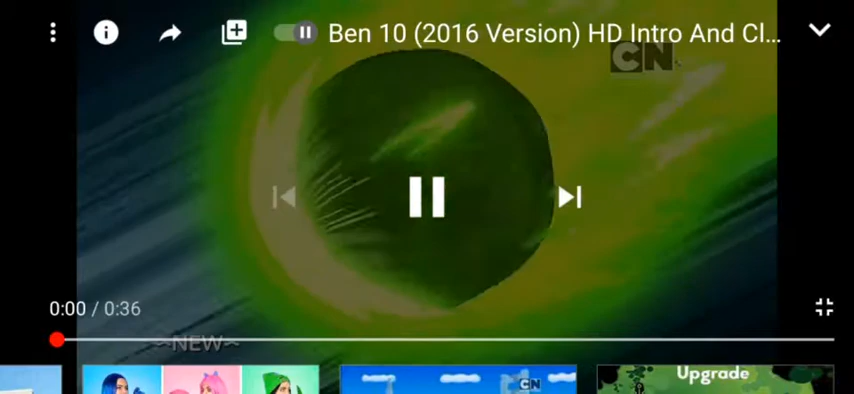 Ben 10 (2016 Version) HD Intro And Cl...
CN
0:00 / 0:36
~NEW~
CN
Upgrade